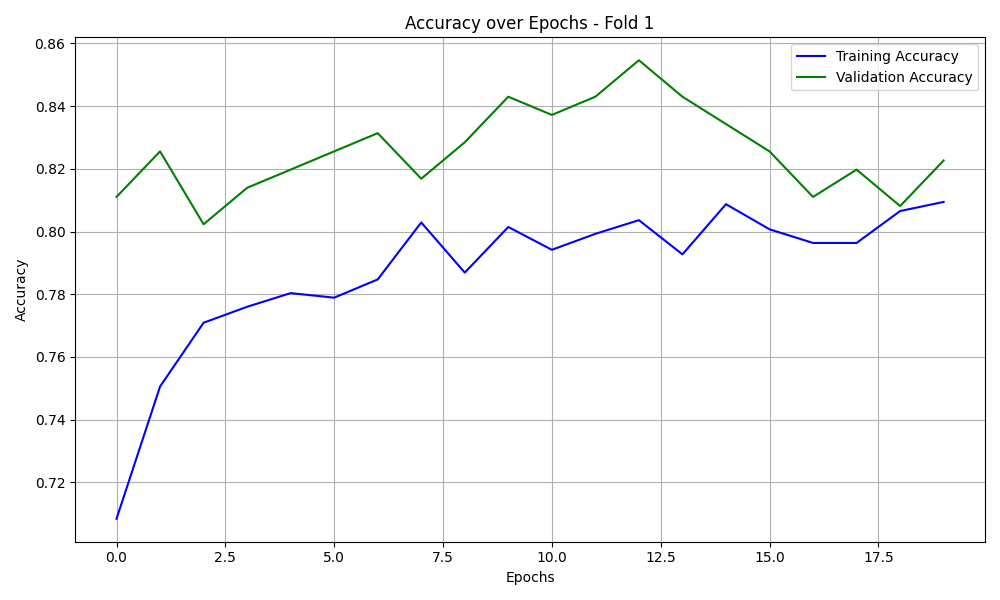 Accuracy over Epochs - Fold 1
Training Accuracy
Validation Accuracy
Accuracy
0.86
0.84
0.82
0.80
0.78
0.76
0.74
0.72
0.0 2.5 5.0 7.5 10.0 12.5 15.0 17.5
Epochs